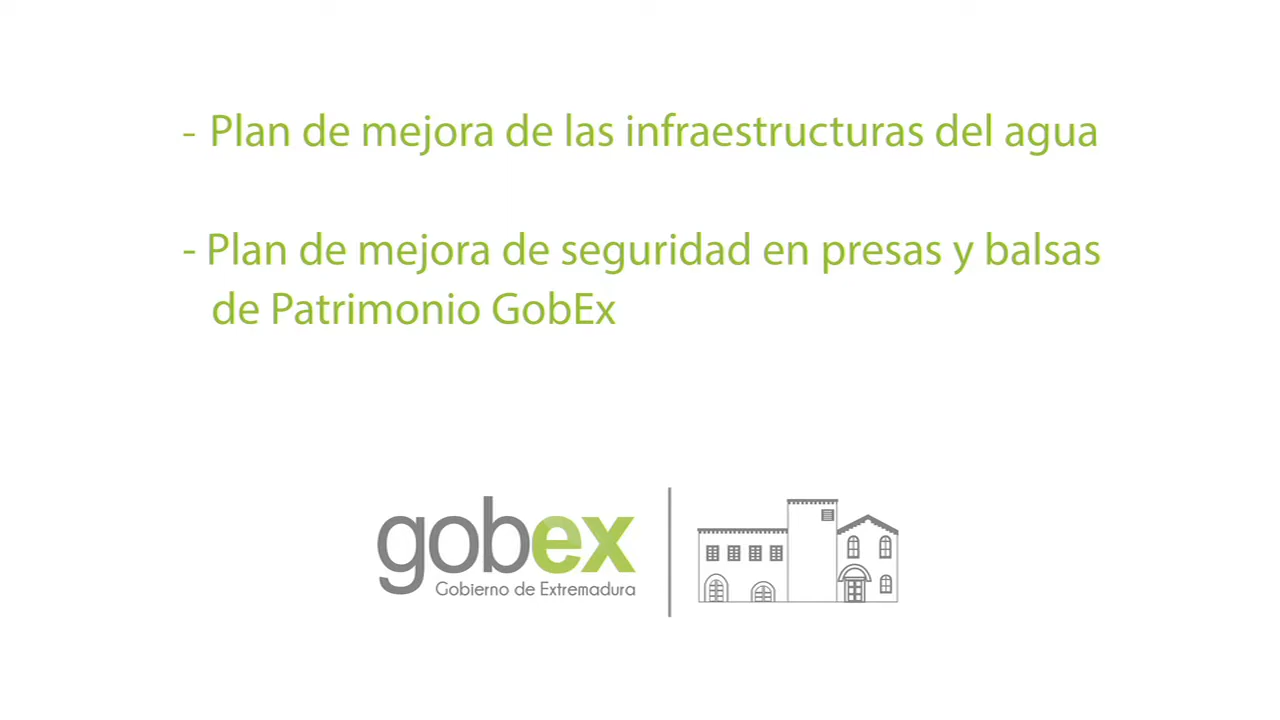 - Plan de mejora de las infraestructuras del agua
- Plan de mejora de seguridad en presas y balsas
de Patrimonio GobEx
gobex
Gobierno de Extremadura